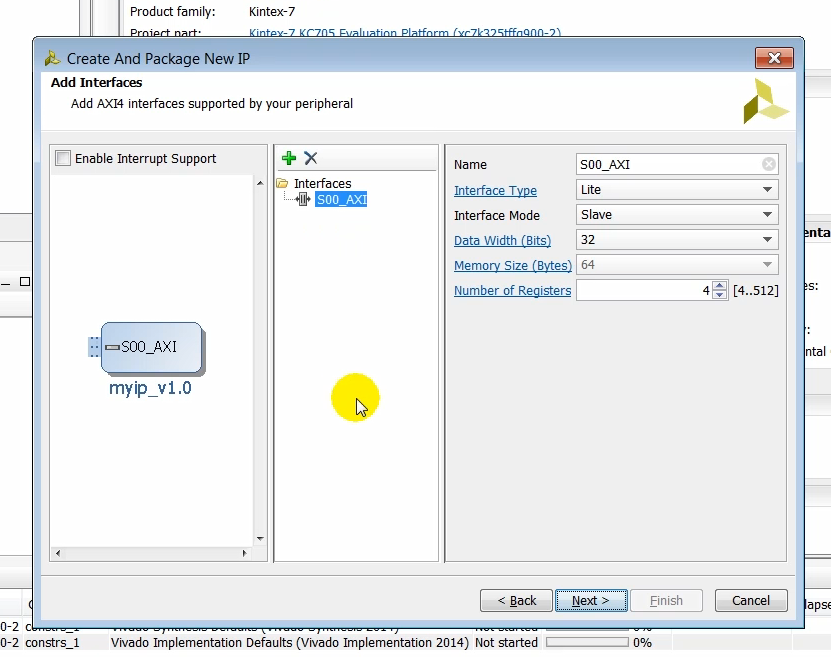 Product family: Kintex-7
Project part: Kintex-7 KC705 Evaluation Platform (xc7k325tffg900-2)
Create And Package New IP
Add Interfaces
Add AXI4 interfaces supported by your peripheral
Enable Interrupt Support
Interfaces
S00_AXI
Name S00_AXI
Interface Type Lite
Interface Mode Slave
Data Width (Bits) 32
Memory Size (Bytes) 64
Number of Registers 4 [4..512]
S00_AXI
myip_v1.0
< Back Next > Finish Cancel
0-2 constrs_1 Vivado Synthesis Defaults (Vivado Synthesis 2014) Not started 0%
0-2 constrs_1 Vivado Implementation Defaults (Vivado Implementation 2014) Not started 0%